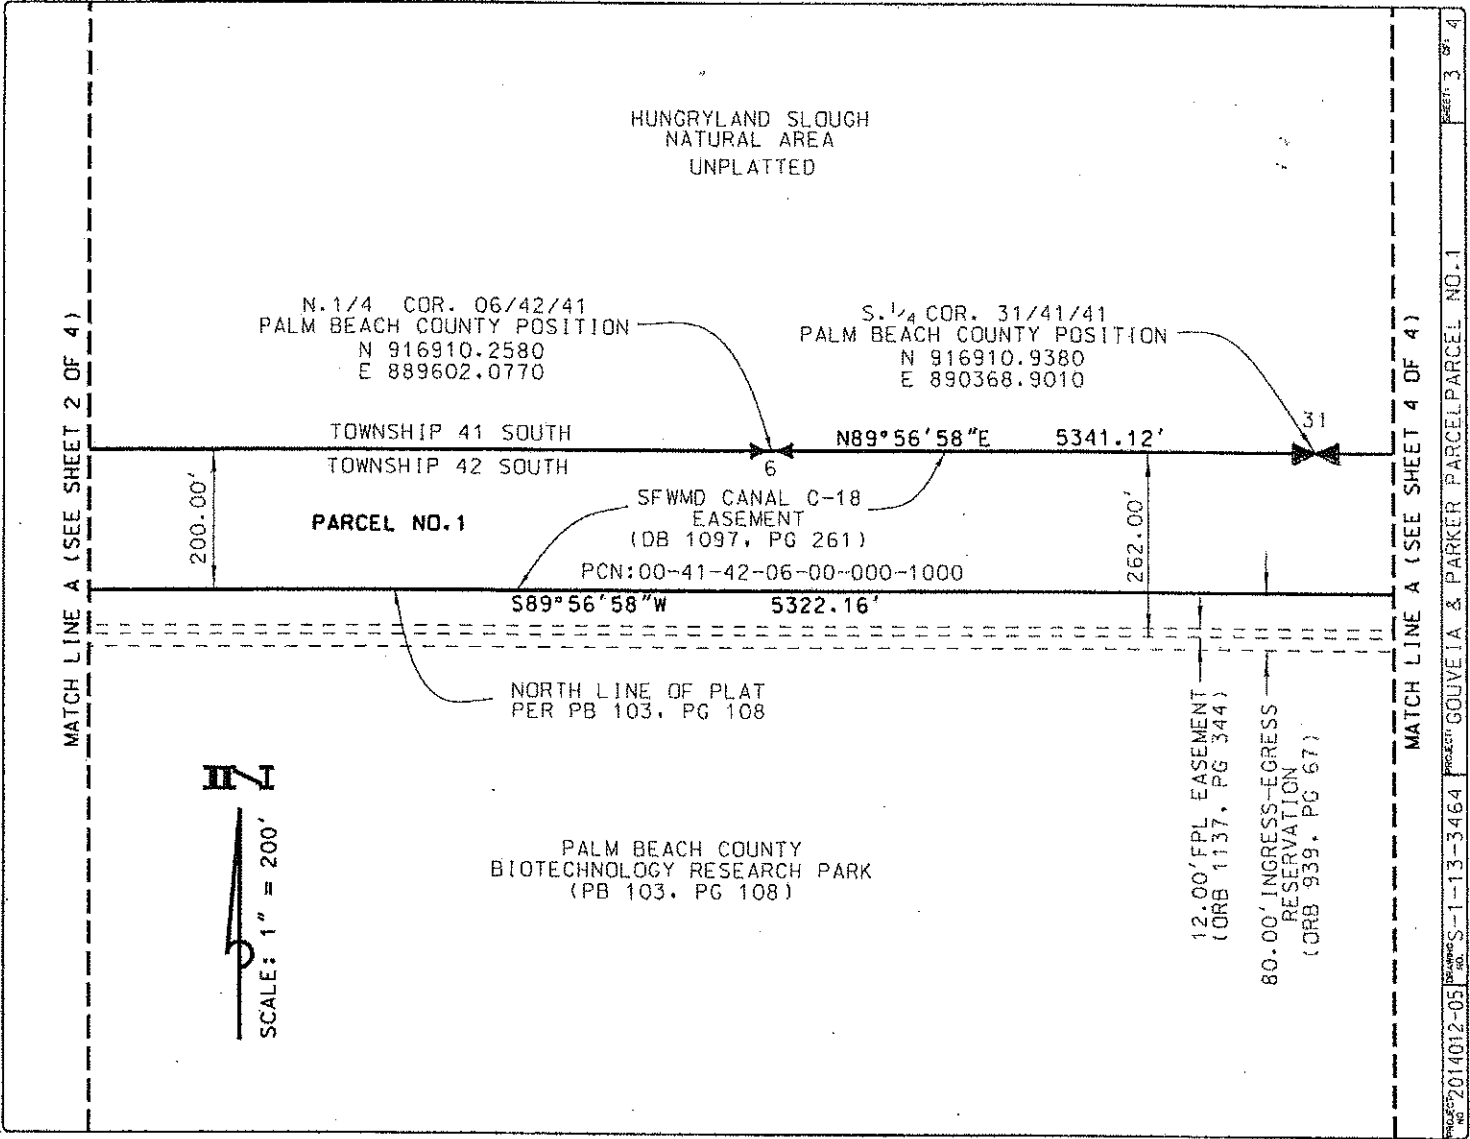 HUNGRYLAND SLOUGH
NATURAL AREA
UNPLATTED
MATCH LINE A (SEE SHEET 2 OF 4)
N.1/4 COR. 06/42/41
PALM BEACH COUNTY POSITION
N 916910.2580
E 889602.0770
S.1/4 COR. 31/41/41
PALM BEACH COUNTY POSITION
N 916910.9380
E 890368.9010
31
TOWNSHIP 41 SOUTH
N89°56'58"E 5341.12'
TOWNSHIP 42 SOUTH
6
200.00'
PARCEL NO.1
SFWMD CANAL C-18
EASEMENT
(DB 1097, PG 261)
262.00'
PCN:00-41-42-06-00-000-1000
S89°56'58"W 5322.16'
NORTH LINE OF PLAT
PER PB 103, PG 108
12.00'FPL EASEMENT
(ORB 1137, PG 344)
80.00'INGRESS-EGRESS
RESERVATION
(ORB 939, PG 67)
SCALE: 1" = 200'
PALM BEACH COUNTY
BIOTECHNOLOGY RESEARCH PARK
(PB 103, PG 108)
MATCH LINE A (SEE SHEET 4 OF 4)
PROJECT NO 2014012-05
DRAWING NO. S-1-13-3464
PROJECT: GOUVEIA & PARKER PARCELPARCEL NO.1
SHEET: 3 OF: 4